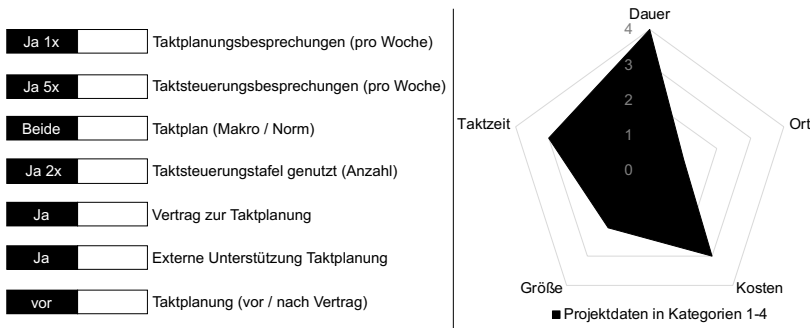 Ja 1x Taktplanungsbesprechungen (pro Woche)
Ja 5x Taktsteuerungsbesprechungen (pro Woche)
Beide Taktplan (Makro / Norm)
Ja 2x Taktsteuerungstafel genutzt (Anzahl)
Ja Vertrag zur Taktplanung
Ja Externe Unterstützung Taktplanung
vor Taktplanung (vor / nach Vertrag)
Dauer
4
3
2
1
0
Taktzeit
Ort
Größe
Kosten
Projektdaten in Kategorien 1-4